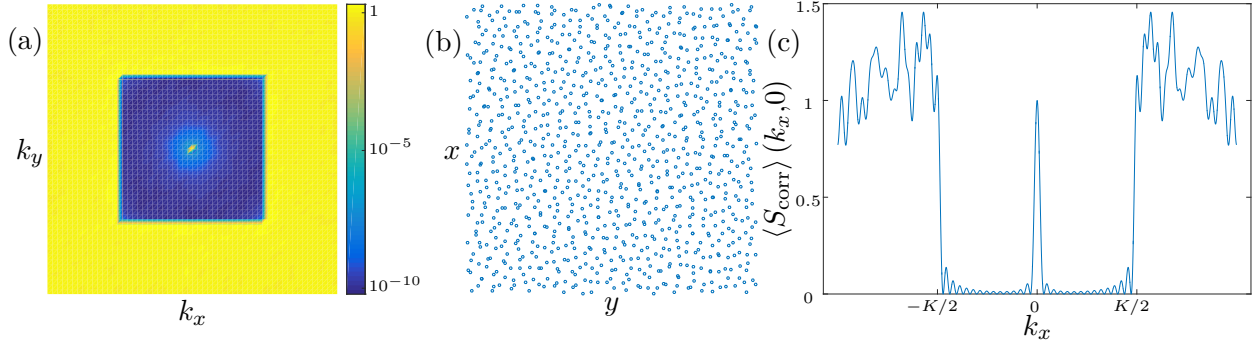 (a)
k_y
k_x
1
10^{-5}
10^{-10}
(b)
x
y
(c)
⟨S_corr⟩ (k_x, 0)
1.5
1
0.5
0
−K/2
0
K/2
k_x